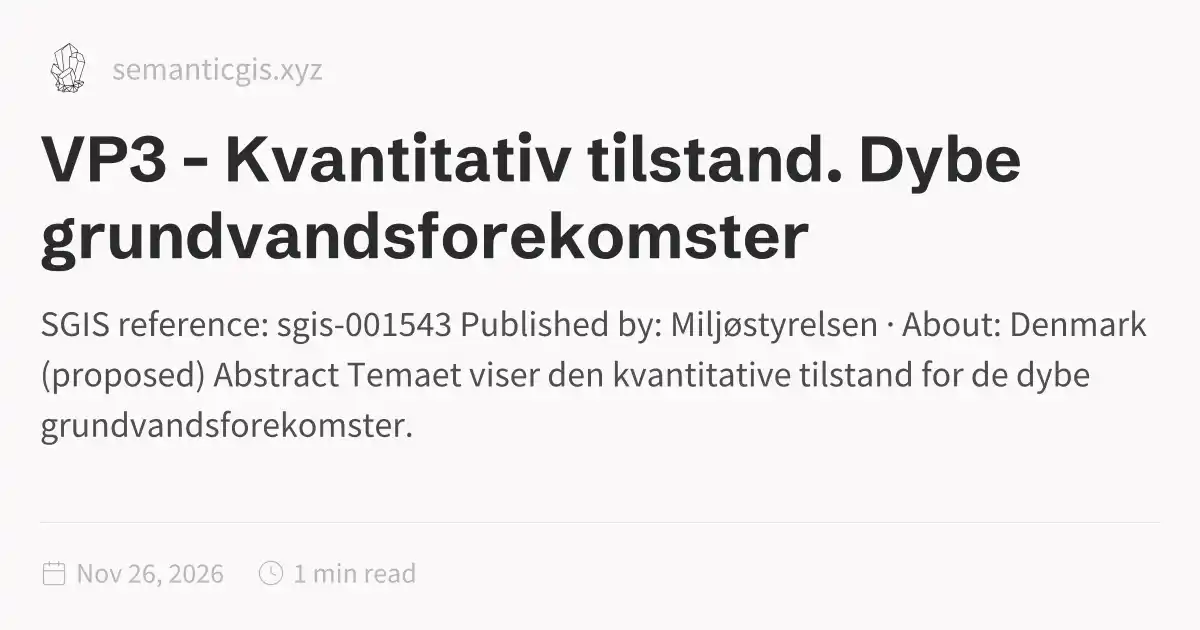 semanticgis.xyz
VP3 - Kvantitativ tilstand. Dybe
grundvandsforekomster
SGIS reference: sgis-001543 Published by: Miljøstyrelsen · About: Denmark
(proposed) Abstract Temaet viser den kvantitative tilstand for de dybe
grundvandsforekomster.
Nov 26, 2026 1 min read